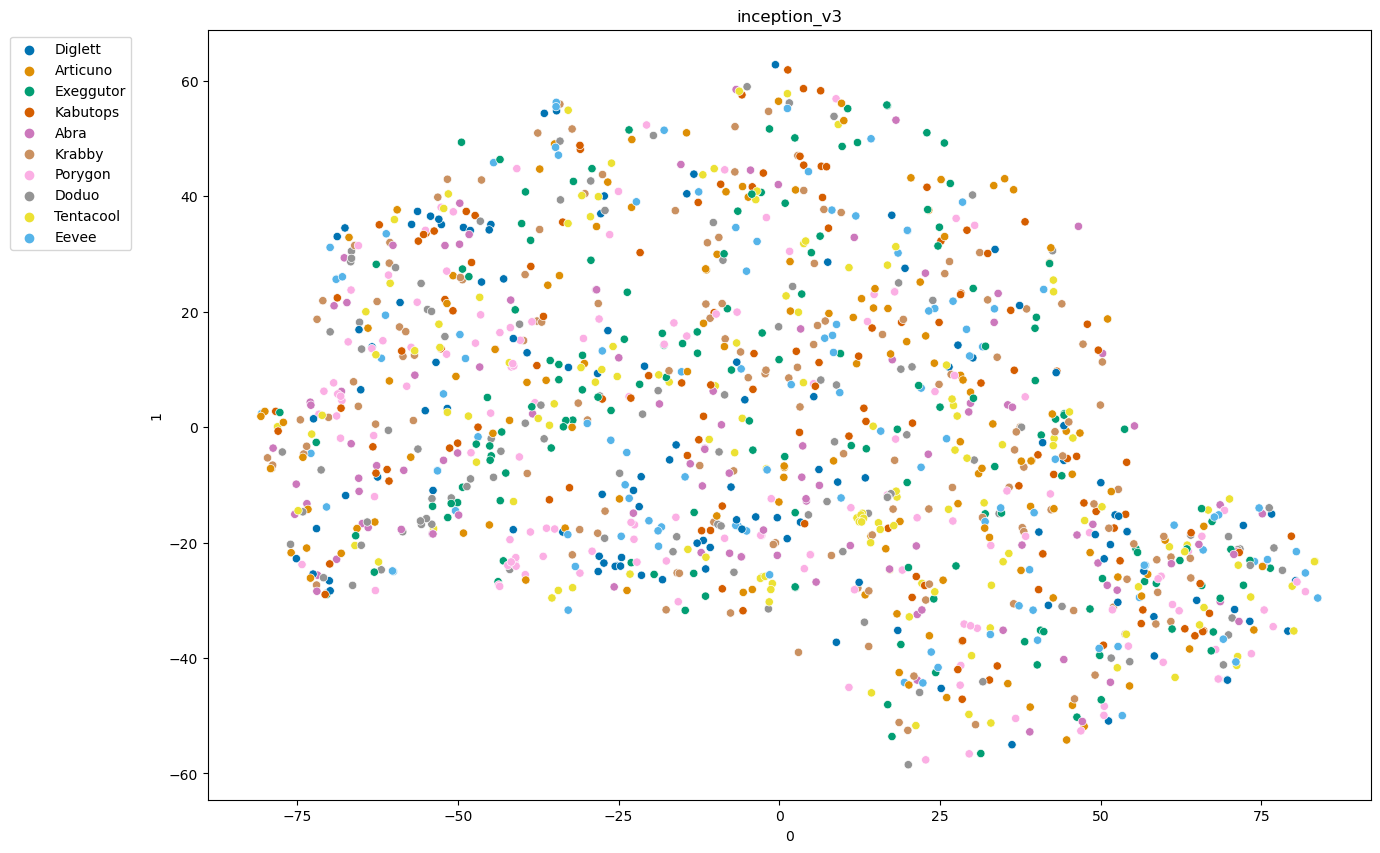 inception_v3
Diglett
Articuno
Exeggutor
Kabutops
Abra
Krabby
Porygon
Doduo
Tentacool
Eevee
60
40
20
0
−20
−40
−60
1
−75
−50
−25
0
25
50
75
0